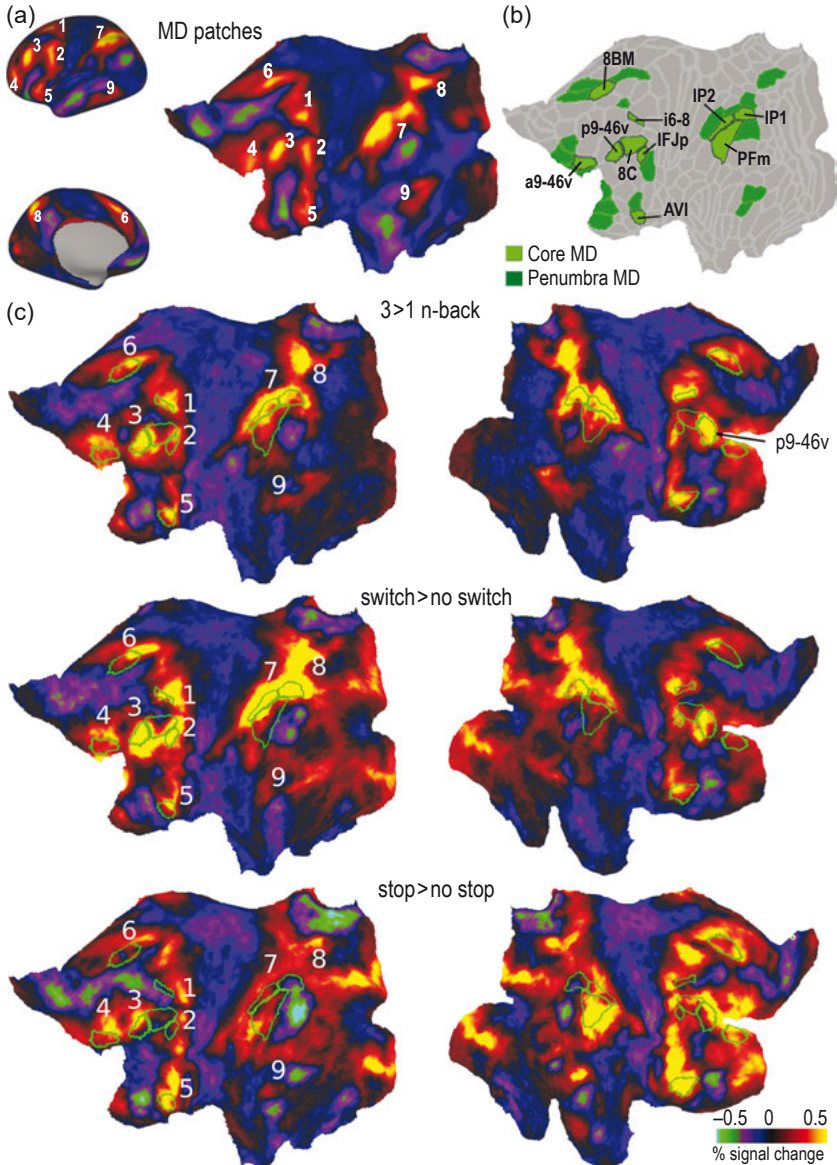 (a)
MD patches
1
3
2
7
4
5
9
8
6
6
1
8
3
2
7
4
9
5
(b)
8BM
i6-8
IP2
IP1
p9-46v
IFJp
8C
PFm
a9-46v
AVI
Core MD
Penumbra MD
(c)
3>1 n-back
6
7
8
1
3
4
2
9
5
p9-46v
switch>no switch
6
7
8
1
3
4
2
9
5
stop>no stop
6
7
8
1
3
4
2
9
5
–0.5 0 0.5
% signal change